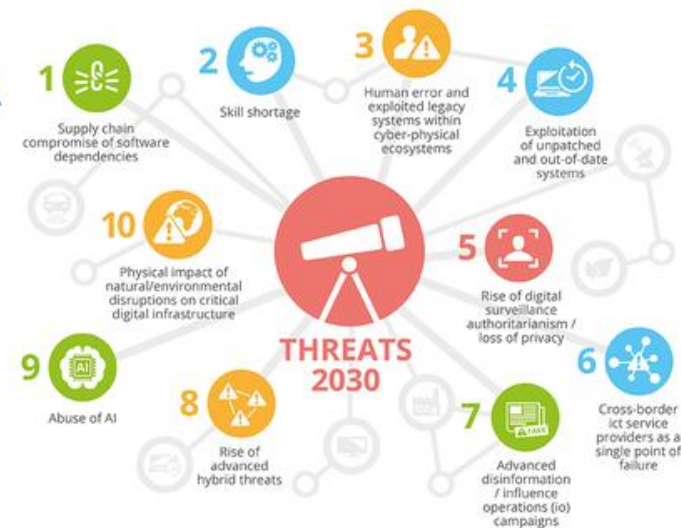 1
Supply chain
compromise of software
dependencies
2
Skill shortage
3
Human error and
exploited legacy
systems within
cyber-physical
ecosystems
4
Exploitation
of unpatched
and out-of-date
systems
10
Physical impact of
natural/environmental
disruptions on critical
digital infrastructure
5
Rise of digital
surveillance
authoritarianism /
loss of privacy
THREATS
2030
9
AI
Abuse of AI
8
Rise of
advanced
hybrid threats
7
FAKE
Advanced
disinformation
/ influence
operations (io)
campaigns
6
Cross-border
ict service
providers as a
single point of
failure